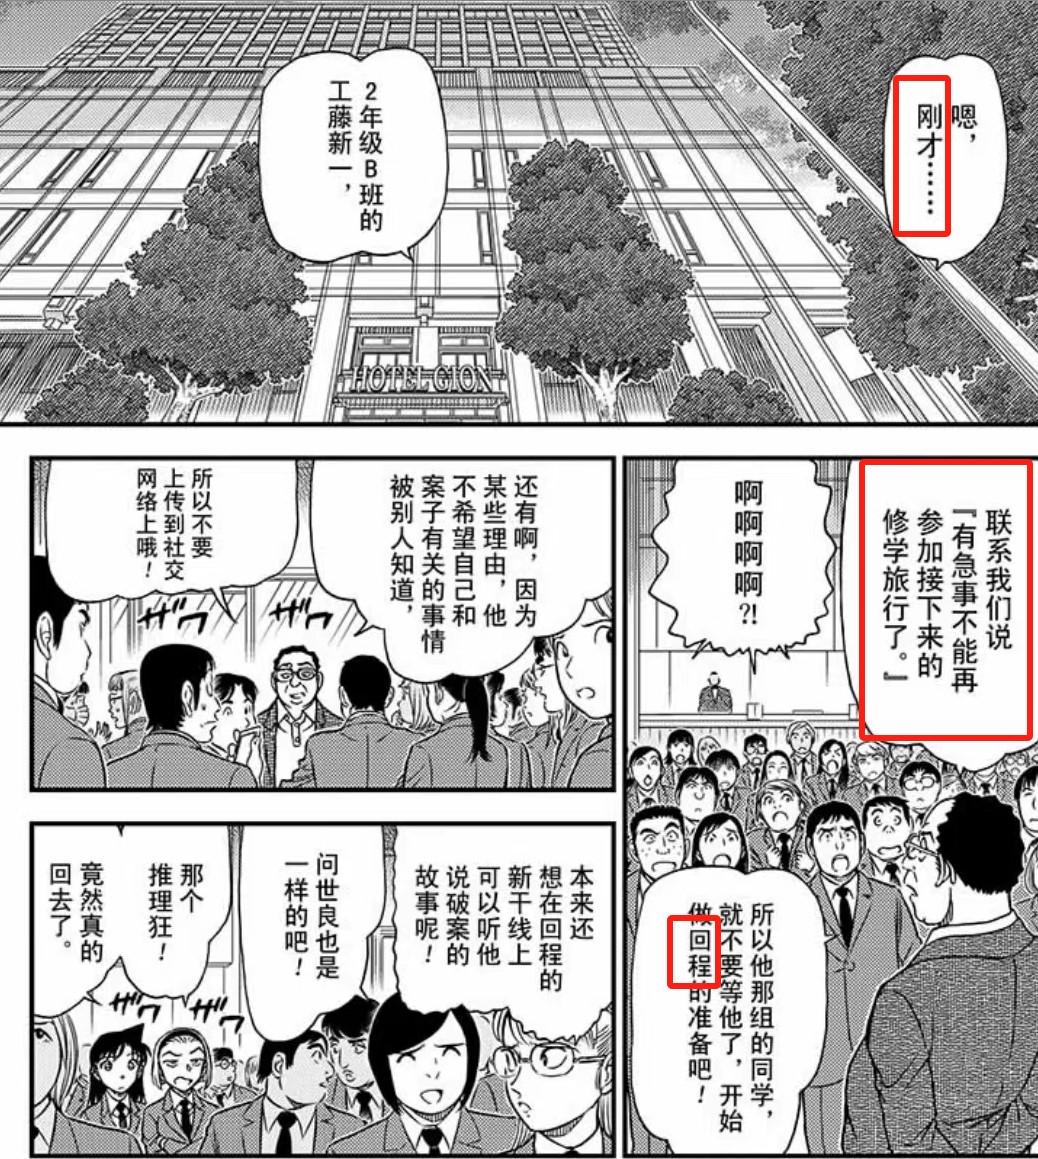 嗯，
刚才……
2年级B班的
工藤新一，
HOTEL GION
联系我们说
『有急事不能再
参加接下来的
修学旅行了。』
啊啊啊啊?!
所以他那组的同学，
就不要等他了，开始
做回程的准备吧！
还有啊，因为
某些理由，他
不希望自己和
案子有关的事情
被别人知道，
所以不要
上传到社交
网络上哦！
ザワ
ザワ
本来还
想在回程的
新干线上
可以听他
说破案的
故事呢！
问世良也是
一样的吧！
那个
推理狂！
竟然真的
回去了。
ザワ
ザワ